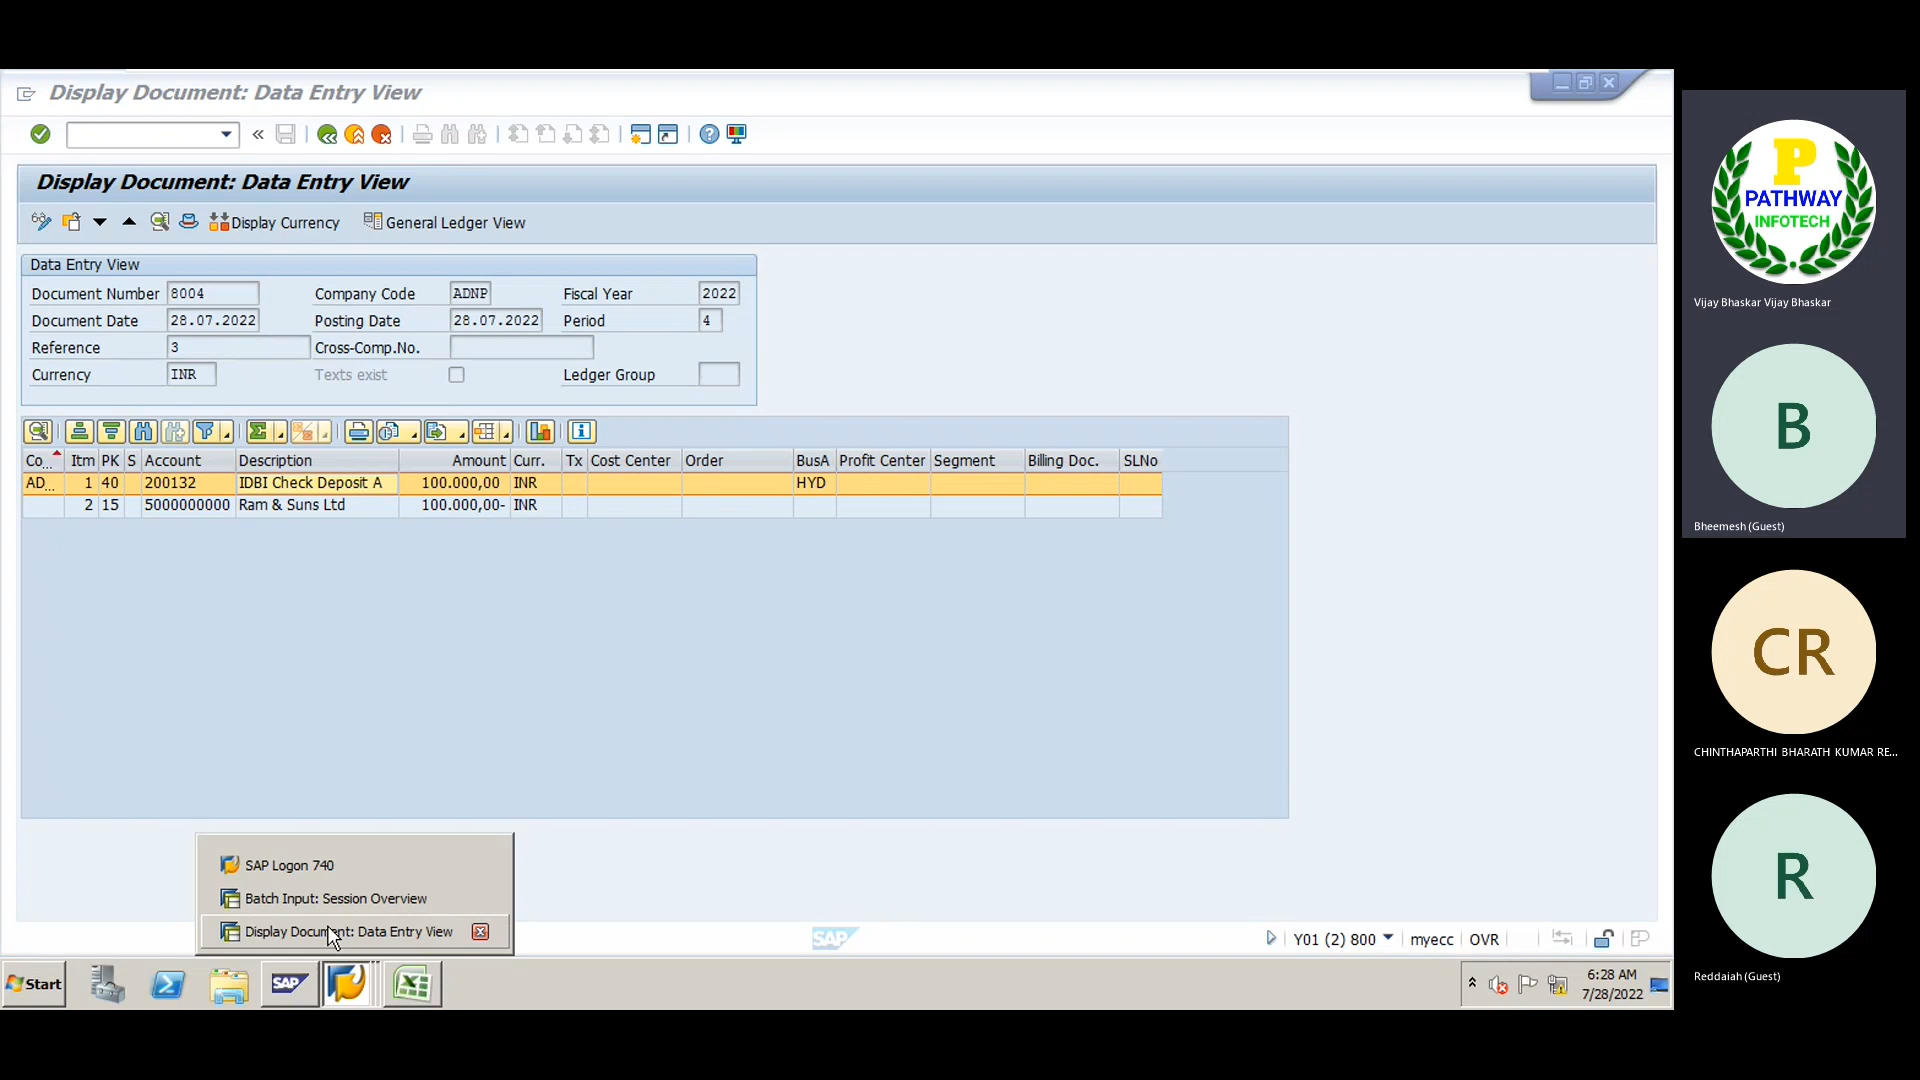 Display Document: Data Entry View
Display Document: Data Entry View
Display Currency General Ledger View
Data Entry View
Document Number 8004 Company Code ADNP Fiscal Year 2022
Document Date 28.07.2022 Posting Date 28.07.2022 Period 4
Reference 3 Cross-Comp.No.
Currency INR Texts exist Ledger Group
Co... Itm PK S Account Description Amount Curr. Tx Cost Center Order BusA Profit Center Segment Billing Doc. SLNo
AD... 1 40 200132 IDBI Check Deposit A 100.000,00 INR HYD
2 15 5000000000 Ram & Suns Ltd 100.000,00- INR
SAP Logon 740
Batch Input: Session Overview
Display Document: Data Entry View
SAP Y01 (2) 800 myecc OVR
Start SAP 6:28 AM
7/28/2022
P
PATHWAY
INFOTECH
Vijay Bhaskar Vijay Bhaskar
B
Bheemesh (Guest)
CR
CHINTHAPARTHI BHARATH KUMAR RE...
R
Reddaiah (Guest)